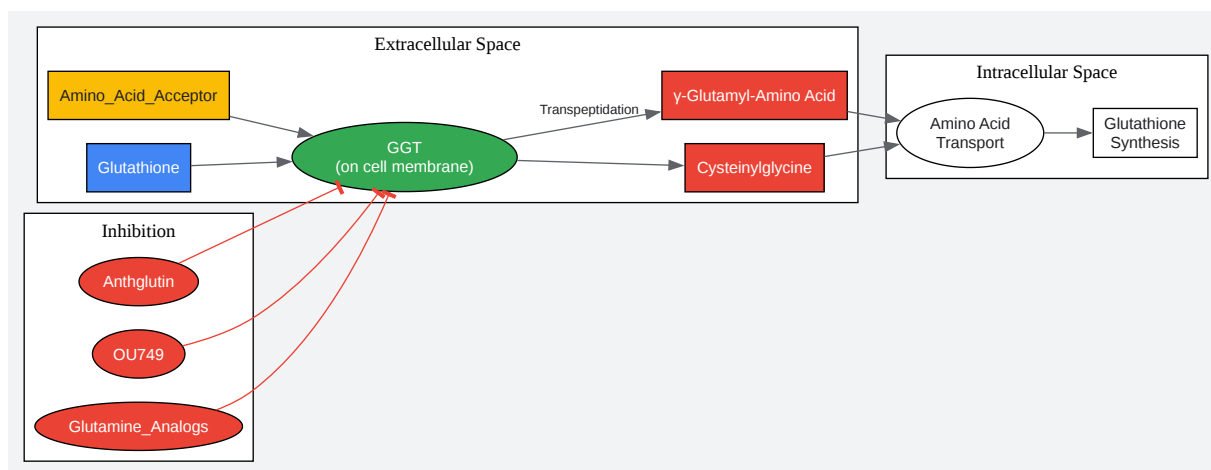 Extracellular Space
Amino_Acid_Acceptor
Glutathione
GGT
(on cell membrane)
Transpeptidation
γ-Glutamyl-Amino Acid
Cysteinylglycine
Intracellular Space
Amino Acid
Transport
Glutathione
Synthesis
Inhibition
Anthglutin
OU749
Glutamine_Analogs